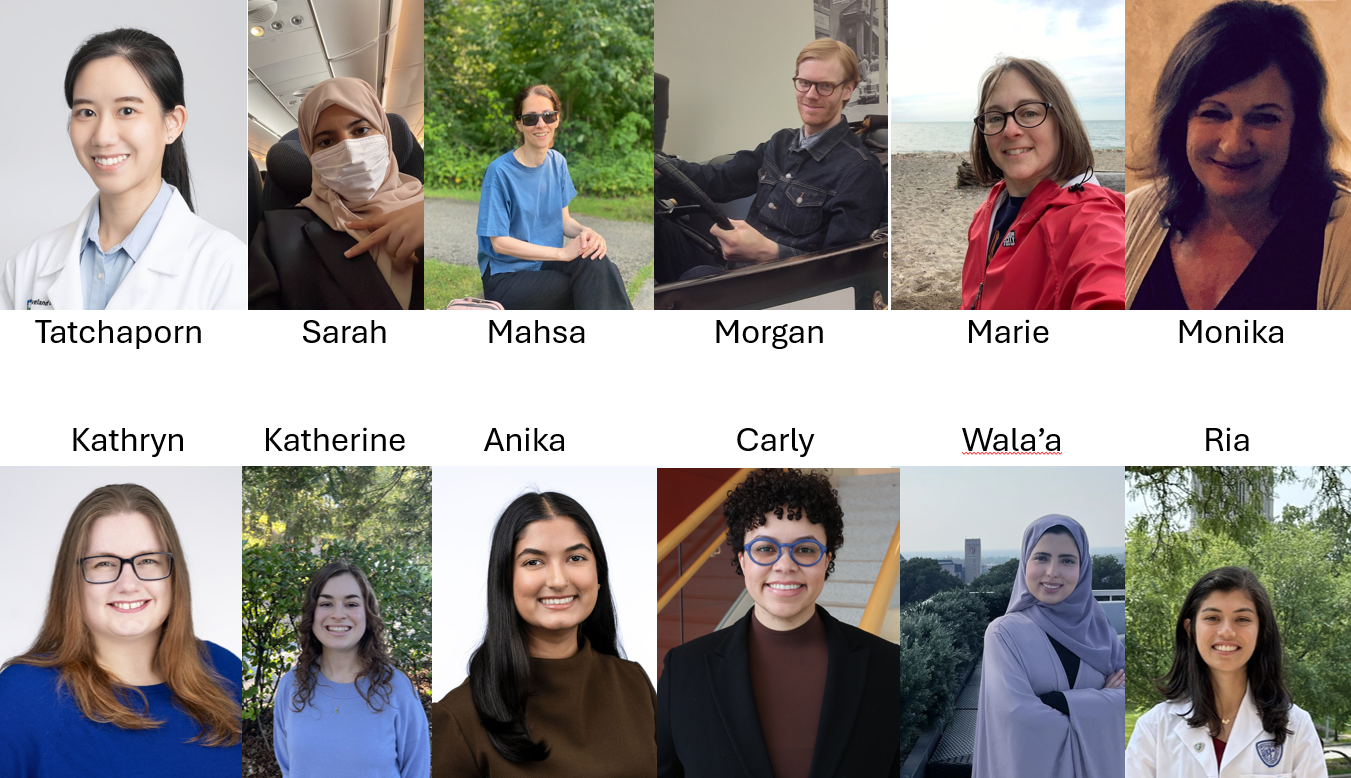 Tatchaporn Sarah Mahsa Morgan Marie Monika
Kathryn Katherine Anika Carly Wala’a Ria